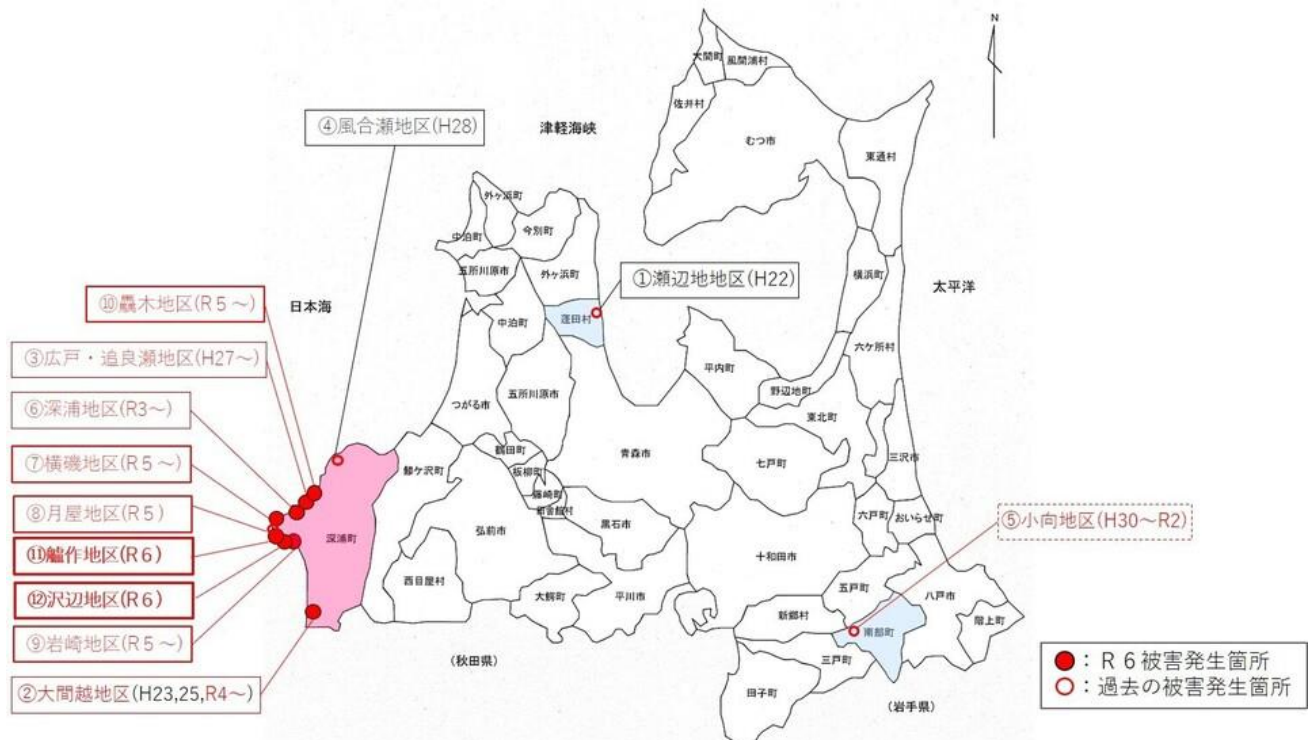 N
大間町
風間浦村
佐井村
④風合瀬地区(H28)
津軽海峡
むつ市
東通村
外ヶ浜町
今別町
中泊町
五所川原市
外ヶ浜町
①瀬辺地地区(H22)
横浜町
太平洋
⑩轟木地区(R5～)
日本海
中泊町
蓬田村
③広戸・追良瀬地区(H27～)
平内町
六ケ所村
野辺地町
⑥深浦地区(R3～)
つがる市
五所川原市
東北町
⑦横磯地区(R5～)
鰺ケ沢町
鶴田町
板柳町
青森市
七戸町
三沢市
藤崎町
田舎館村
⑧月屋地区(R5)
深浦町
弘前市
黒石市
六戸町
おいらせ町
⑤小向地区(H30～R2)
⑪艫作地区(R6)
十和田市
⑫沢辺地区(R6)
西目屋村
大鰐町
平川市
五戸町
八戸市
階上町
新郷村
南部町
⑨岩崎地区(R5～)
(秋田県)
三戸町
②大間越地区(H23,25,R4～)
田子町
(岩手県)
：R6被害発生箇所
：過去の被害発生箇所